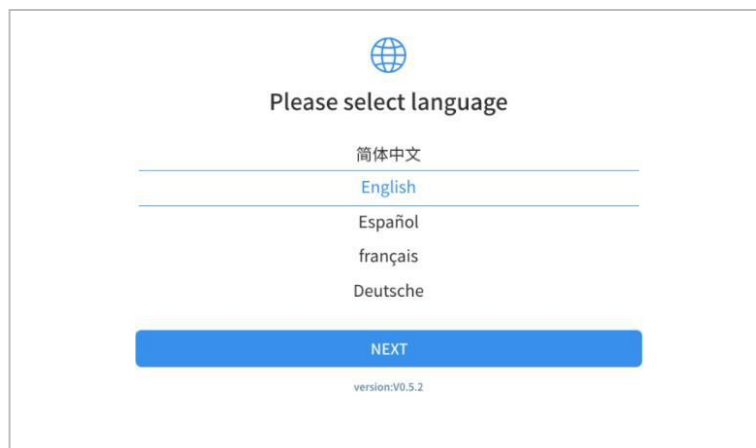 Please select language
简体中文
English
Español
français
Deutsche
NEXT
version:V0.5.2